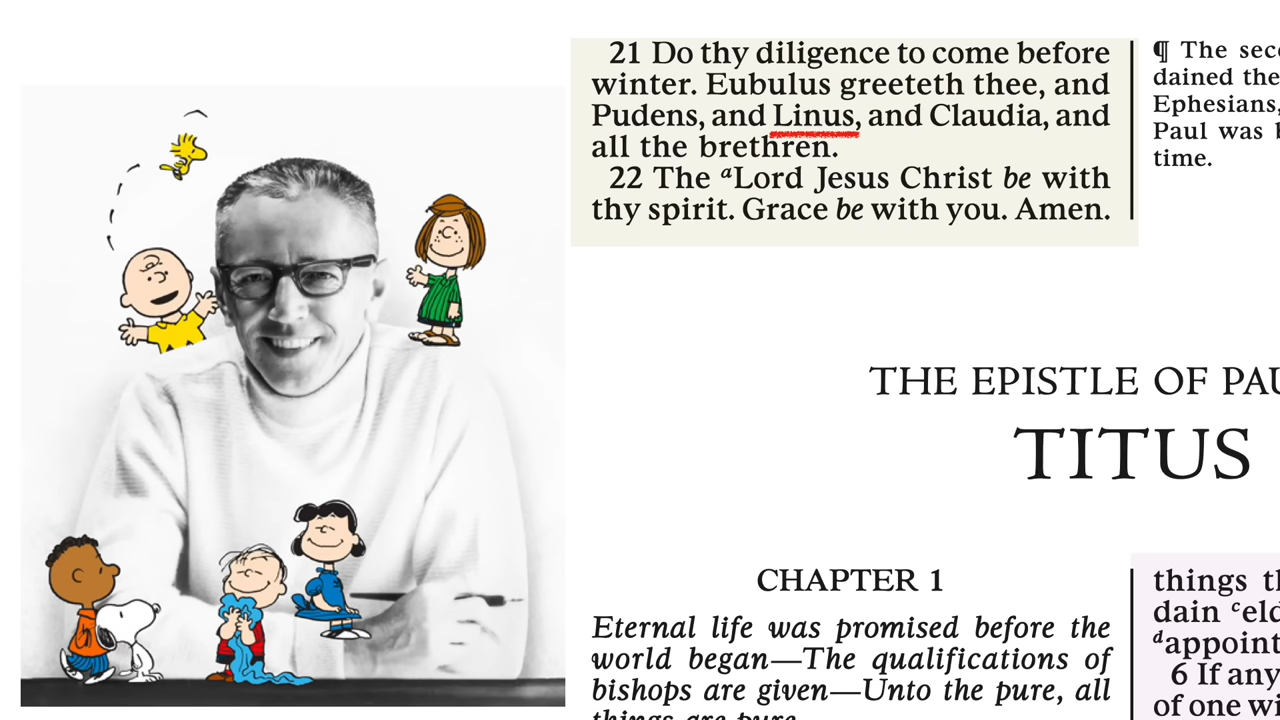 21 Do thy diligence to come before
winter. Eubulus greeteth thee, and
Pudens, and Linus, and Claudia, and
all the brethren.
22 The ᵃLord Jesus Christ be with
thy spirit. Grace be with you. Amen.
¶ The sec
dained the
Ephesians,
Paul was b
time.
THE EPISTLE OF PAU
TITUS
CHAPTER 1
Eternal life was promised before the
world began—The qualifications of
bishops are given—Unto the pure, all
things are pure
things th
dain ᶜeld
ᵈappoint
6 If any
of one wi